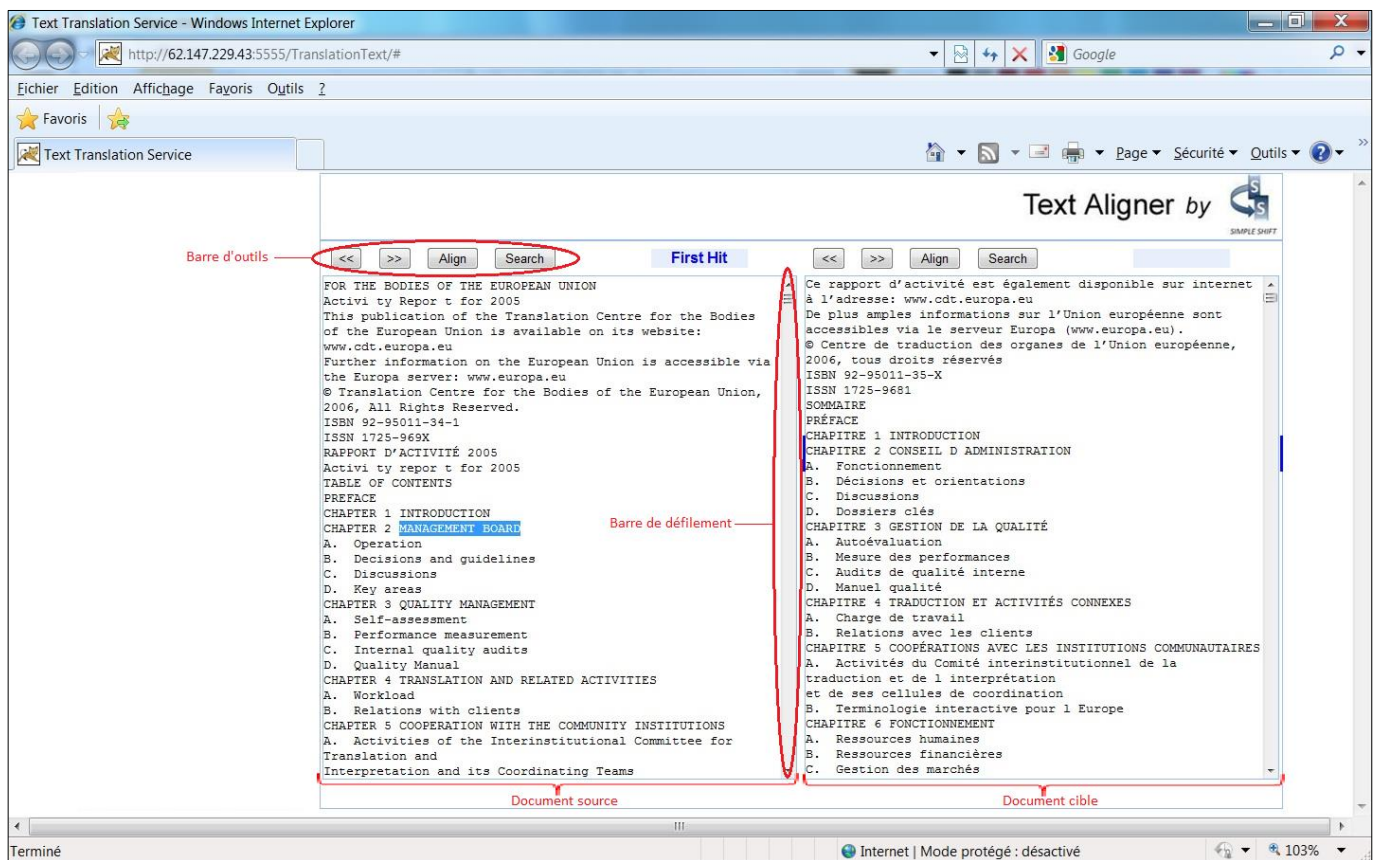 Text Translation Service - Windows Internet Explorer
http://62.147.229.43:5555/TranslationText/#
Google
Fichier Edition Affichage Favoris Outils ?
Favoris
Text Translation Service
Page Sécurité Outils
Text Aligner by
S
S
SIMPLE SHIFT
Barre d'outils
<< >> Align Search First Hit
<< >> Align Search
FOR THE BODIES OF THE EUROPEAN UNION
Activi ty Repor t for 2005
This publication of the Translation Centre for the Bodies
of the European Union is available on its website:
www.cdt.europa.eu
Further information on the European Union is accessible via
the Europa server: www.europa.eu
© Translation Centre for the Bodies of the European Union,
2006, All Rights Reserved.
ISBN 92-95011-34-1
ISSN 1725-969X
RAPPORT D'ACTIVITÉ 2005
Activi ty repor t for 2005
TABLE OF CONTENTS
PREFACE
CHAPTER 1 INTRODUCTION
CHAPTER 2 MANAGEMENT BOARD
A. Operation
B. Decisions and guidelines
C. Discussions
D. Key areas
CHAPTER 3 QUALITY MANAGEMENT
A. Self-assessment
B. Performance measurement
C. Internal quality audits
D. Quality Manual
CHAPTER 4 TRANSLATION AND RELATED ACTIVITIES
A. Workload
B. Relations with clients
CHAPTER 5 COOPERATION WITH THE COMMUNITY INSTITUTIONS
A. Activities of the Interinstitutional Committee for
Translation and
Interpretation and its Coordinating Teams
Barre de défilement
Ce rapport d'activité est également disponible sur internet
à l'adresse: www.cdt.europa.eu
De plus amples informations sur l'Union européenne sont
accessibles via le serveur Europa (www.europa.eu).
© Centre de traduction des organes de l'Union européenne,
2006, tous droits réservés
ISBN 92-95011-35-X
ISSN 1725-9681
SOMMAIRE
PRÉFACE
CHAPITRE 1 INTRODUCTION
CHAPITRE 2 CONSEIL D ADMINISTRATION
A. Fonctionnement
B. Décisions et orientations
C. Discussions
D. Dossiers clés
CHAPITRE 3 GESTION DE LA QUALITÉ
A. Autoévaluation
B. Mesure des performances
C. Audits de qualité interne
D. Manuel qualité
CHAPITRE 4 TRADUCTION ET ACTIVITÉS CONNEXES
A. Charge de travail
B. Relations avec les clients
CHAPITRE 5 COOPÉRATIONS AVEC LES INSTITUTIONS COMMUNAUTAIRES
A. Activités du Comité interinstitutionnel de la
traduction et de l interprétation
et de ses cellules de coordination
B. Terminologie interactive pour l Europe
CHAPITRE 6 FONCTIONNEMENT
A. Ressources humaines
B. Ressources financières
C. Gestion des marchés
Document source
Document cible
Terminé
Internet | Mode protégé : désactivé
103%